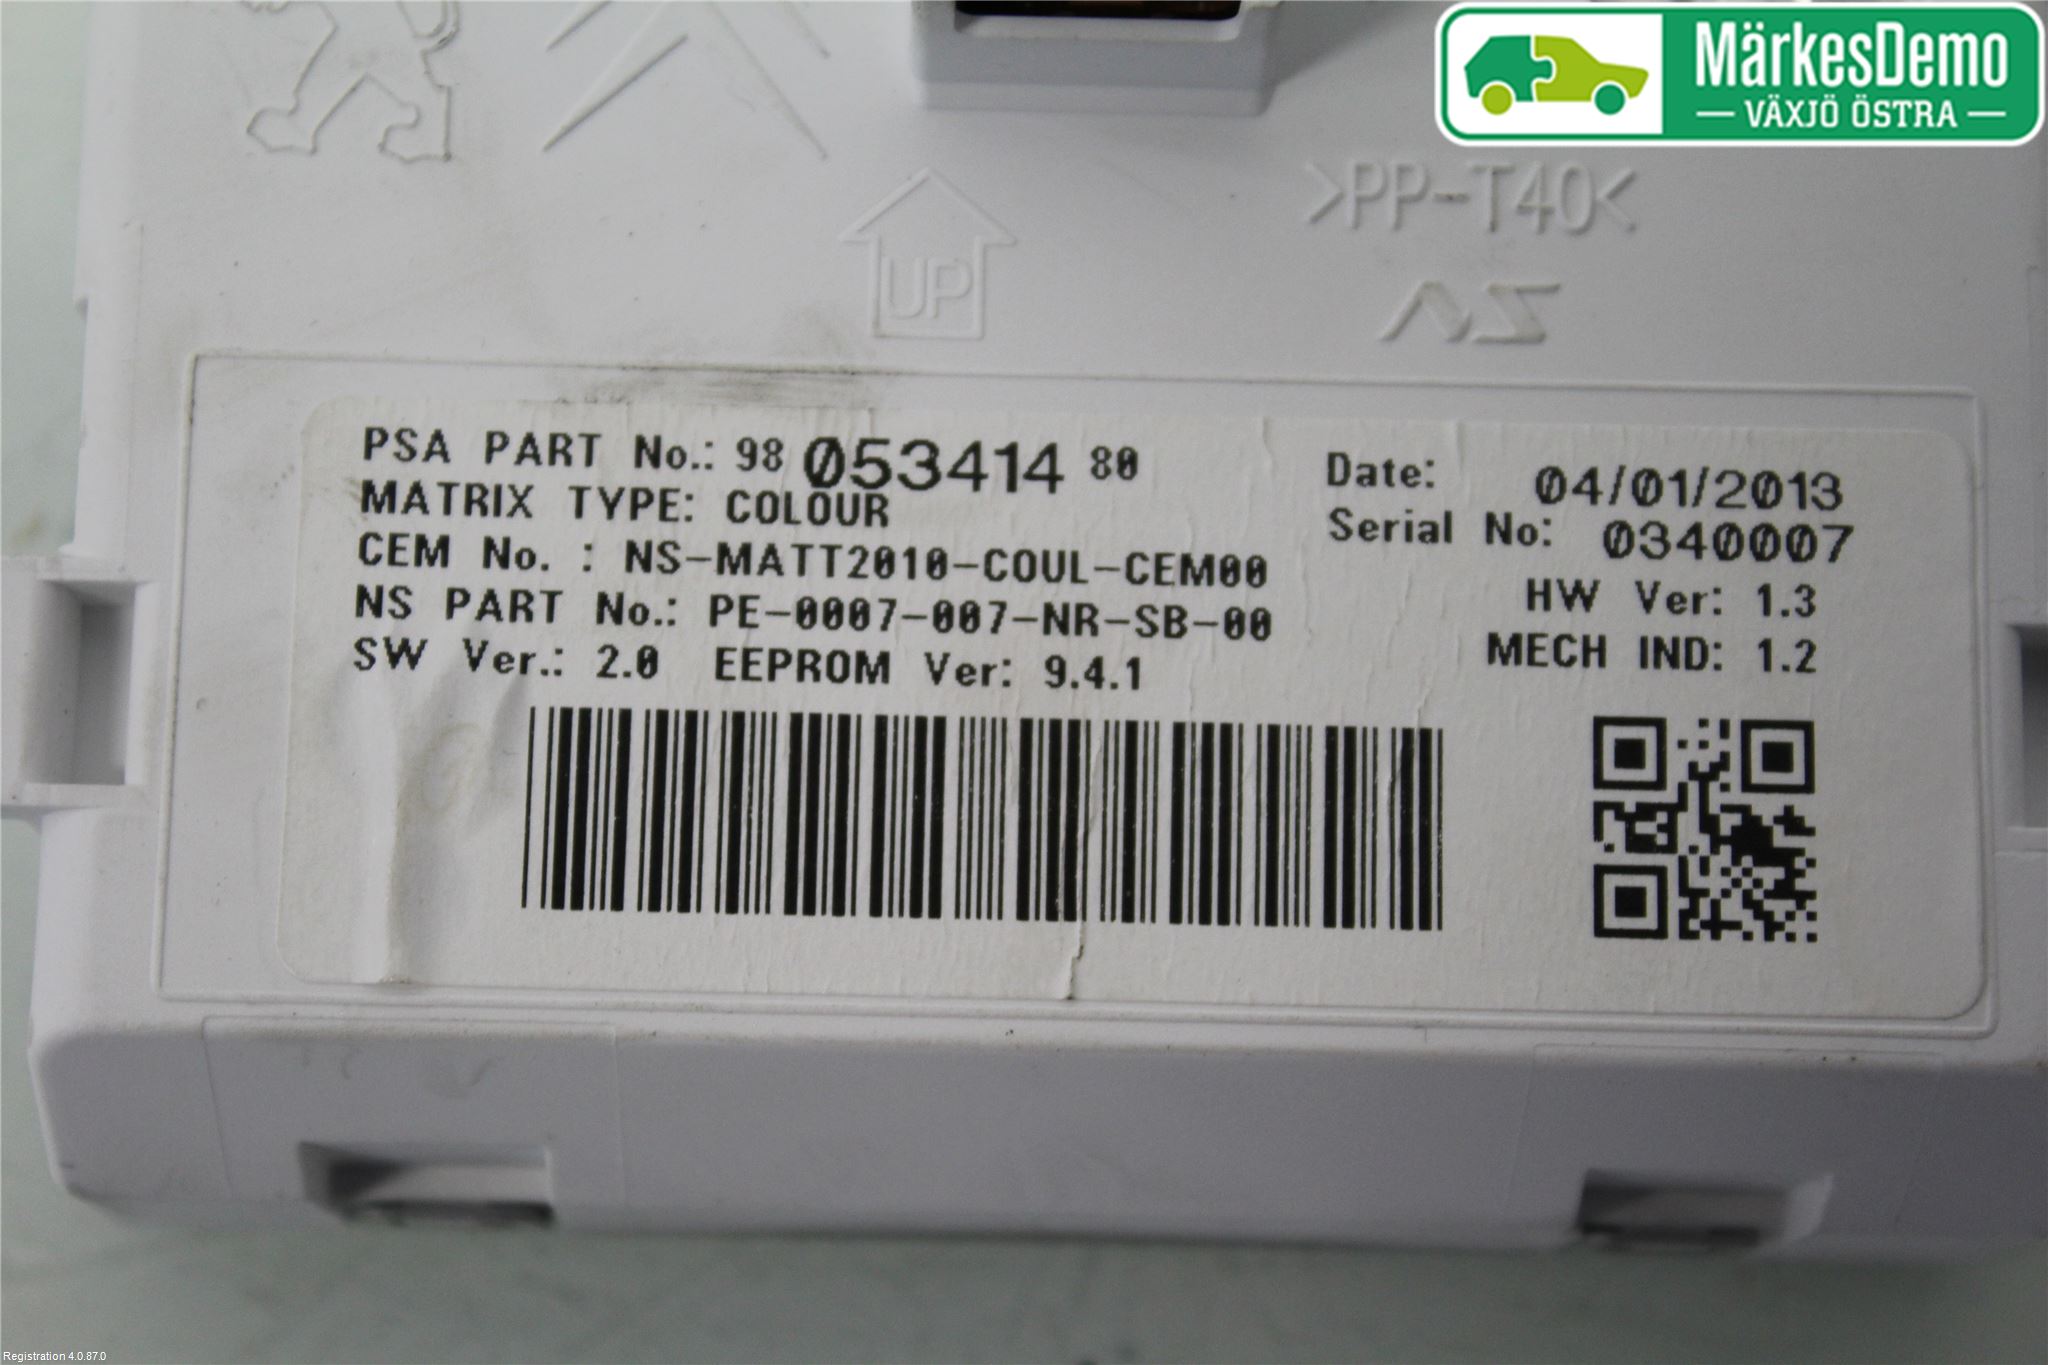 MärkesDemo
— VÄXJÖ ÖSTRA —
>PP-T40<
UP
NS
PSA PART No.: 98 053414 80
MATRIX TYPE: COLOUR
CEM No. : NS-MATT2010-COUL-CEM00
NS PART No.: PE-0007-007-NR-SB-00
SW Ver.: 2.0 EEPROM Ver: 9.4.1
Date: 04/01/2013
Serial No: 0340007
HW Ver: 1.3
MECH IND: 1.2
Registration 4.0.87.0